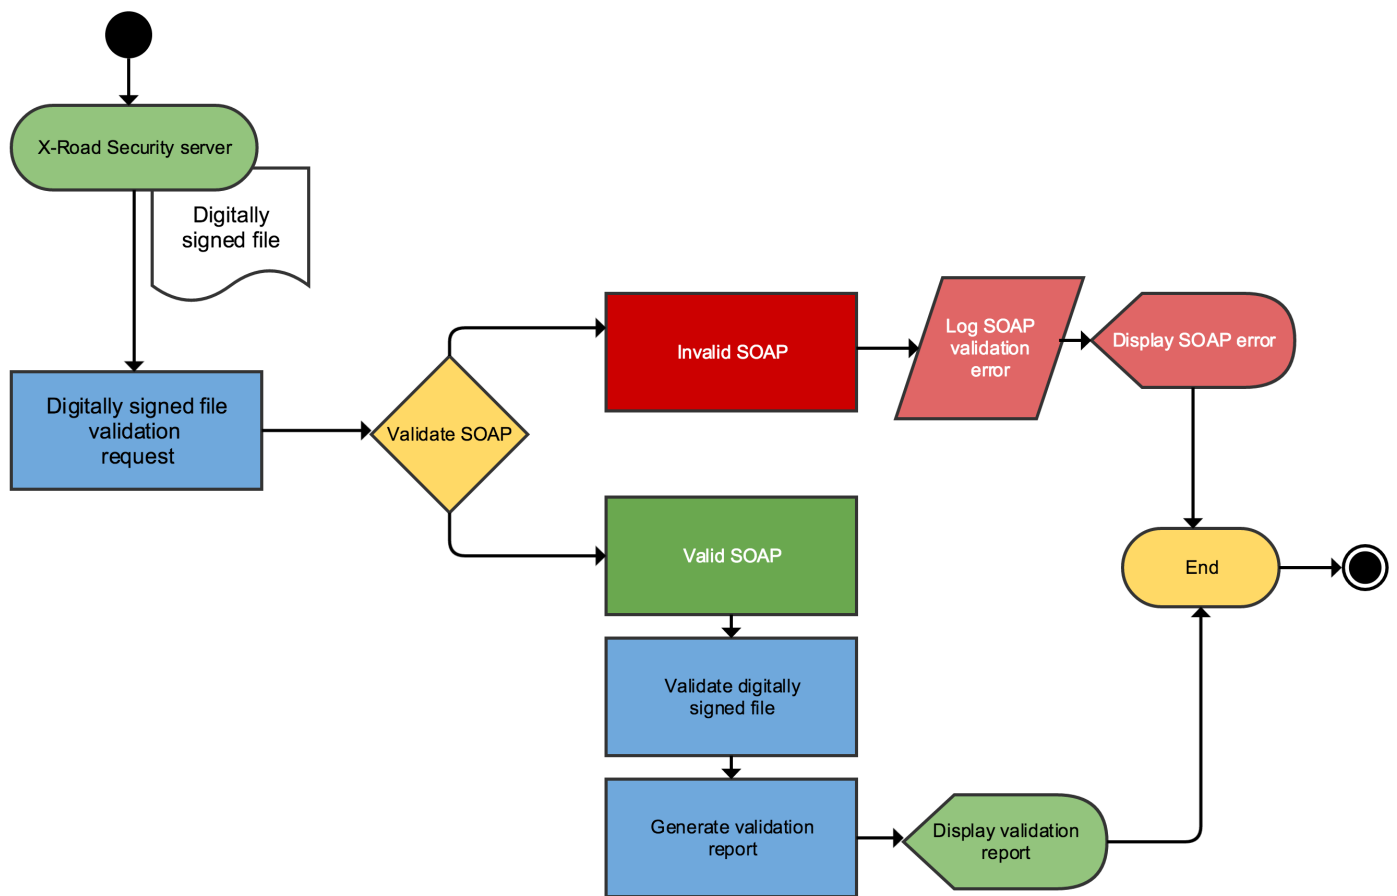 X-Road Security server
Digitally
signed file
Digitally signed file
validation
request
Validate SOAP
Invalid SOAP
Log SOAP
validation
error
Display SOAP error
Valid SOAP
End
Validate digitally
signed file
Generate validation
report
Display validation
report